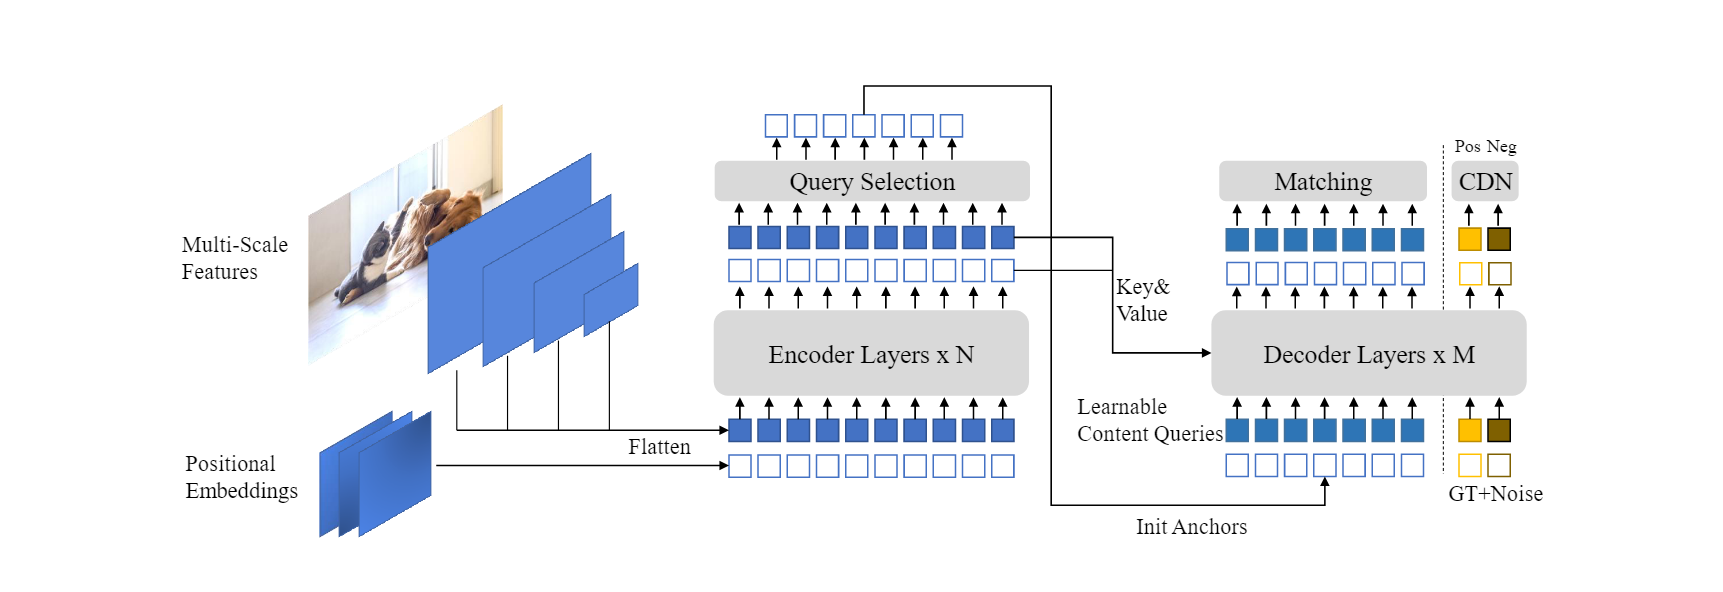 Multi-Scale
Features
Positional
Embeddings
Flatten
Query Selection
Encoder Layers x N
Key&
Value
Learnable
Content Queries
Init Anchors
Matching
Decoder Layers x M
Pos Neg
CDN
GT+Noise